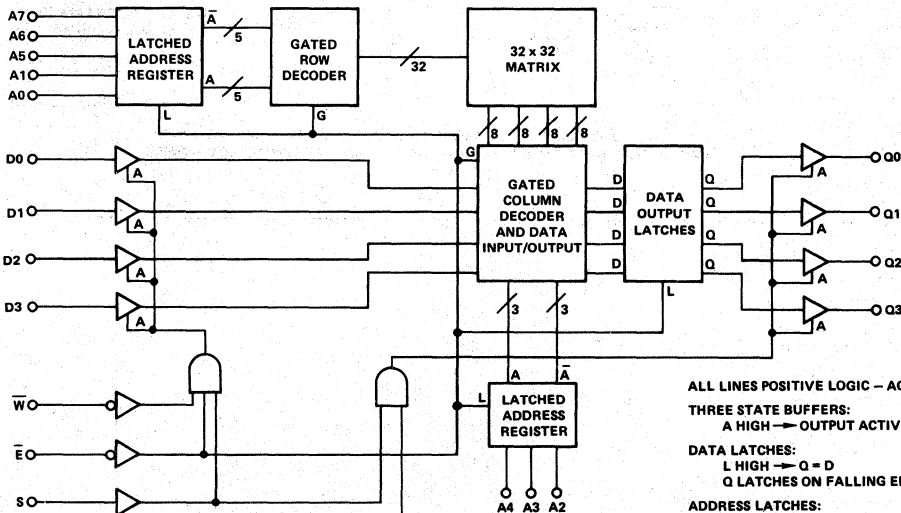 A7
A6
A5
A1
A0
LATCHED
ADDRESS
REGISTER
L
A̅
5
A
5
GATED
ROW
DECODER
G
32
32 x 32
MATRIX
8
8
8
8
D0
A
D1
A
D2
A
D3
A
G
GATED
COLUMN
DECODER
AND DATA
INPUT/OUTPUT
D
D
D
D
DATA
OUTPUT
LATCHES
L
Q
Q
Q
Q
A
Q0
A
Q1
A
Q2
A
Q3
3
3
A
A̅
L
LATCHED
ADDRESS
REGISTER
A4
A3
A2
W̅
E̅
S
ALL LINES POSITIVE LOGIC – AC
THREE STATE BUFFERS:
A HIGH → OUTPUT ACTIV
DATA LATCHES:
L HIGH → Q = D
Q LATCHES ON FALLING E
ADDRESS LATCHES: